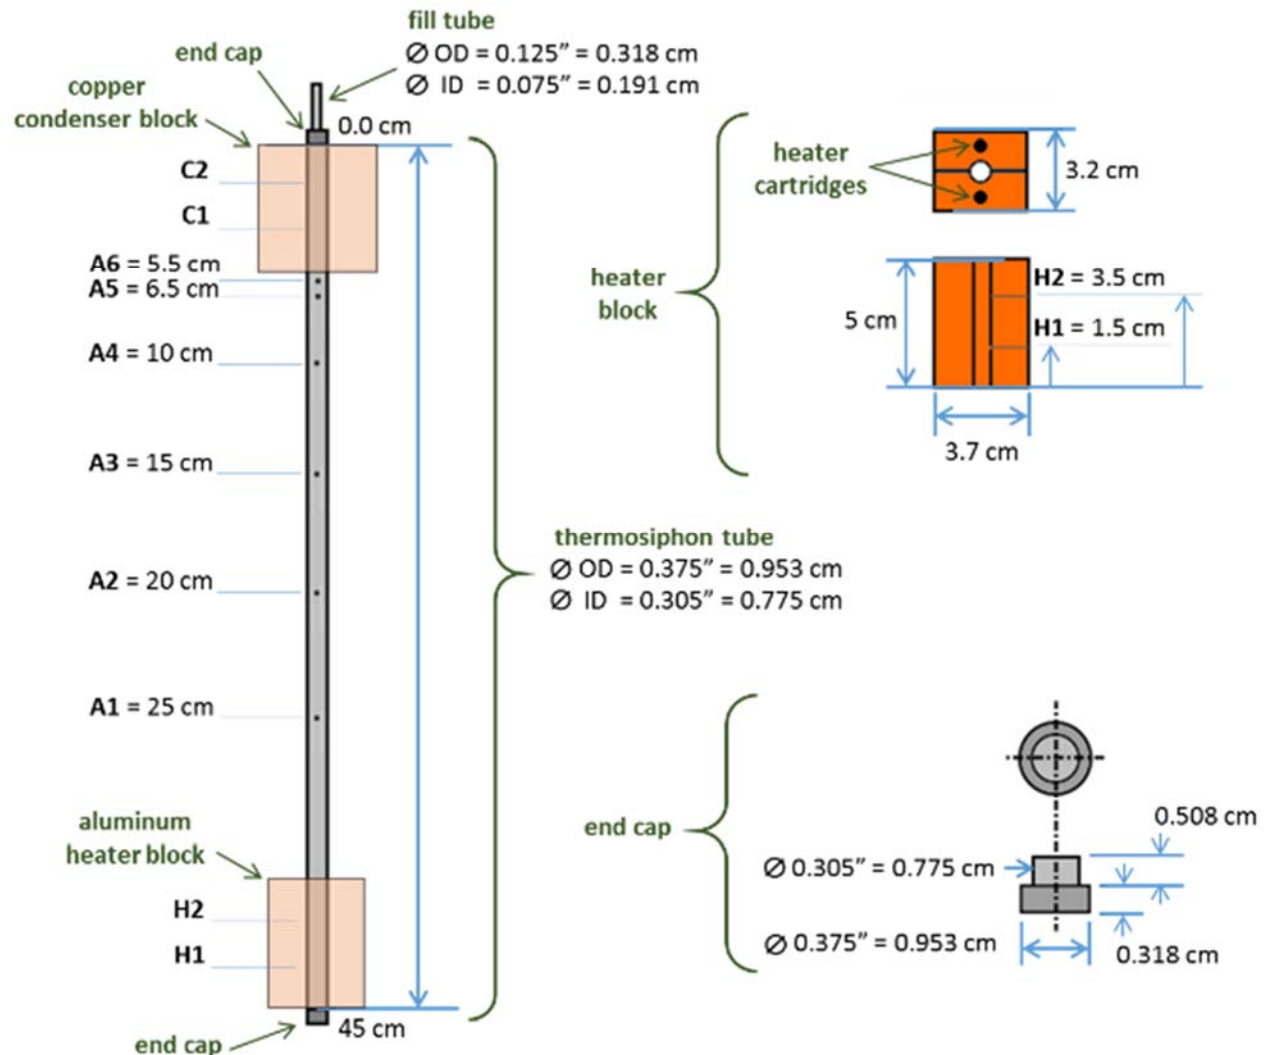 fill tube
∅ OD = 0.125” = 0.318 cm
∅ ID = 0.075” = 0.191 cm
end cap
copper
condenser block
0.0 cm
C2
C1
A6 = 5.5 cm
A5 = 6.5 cm
A4 = 10 cm
A3 = 15 cm
A2 = 20 cm
A1 = 25 cm
aluminum
heater block
H2
H1
45 cm
end cap
heater
cartridges
3.2 cm
heater
block
5 cm
H2 = 3.5 cm
H1 = 1.5 cm
3.7 cm
thermosiphon tube
∅ OD = 0.375” = 0.953 cm
∅ ID = 0.305” = 0.775 cm
end cap
0.508 cm
∅ 0.305” = 0.775 cm
∅ 0.375” = 0.953 cm
0.318 cm